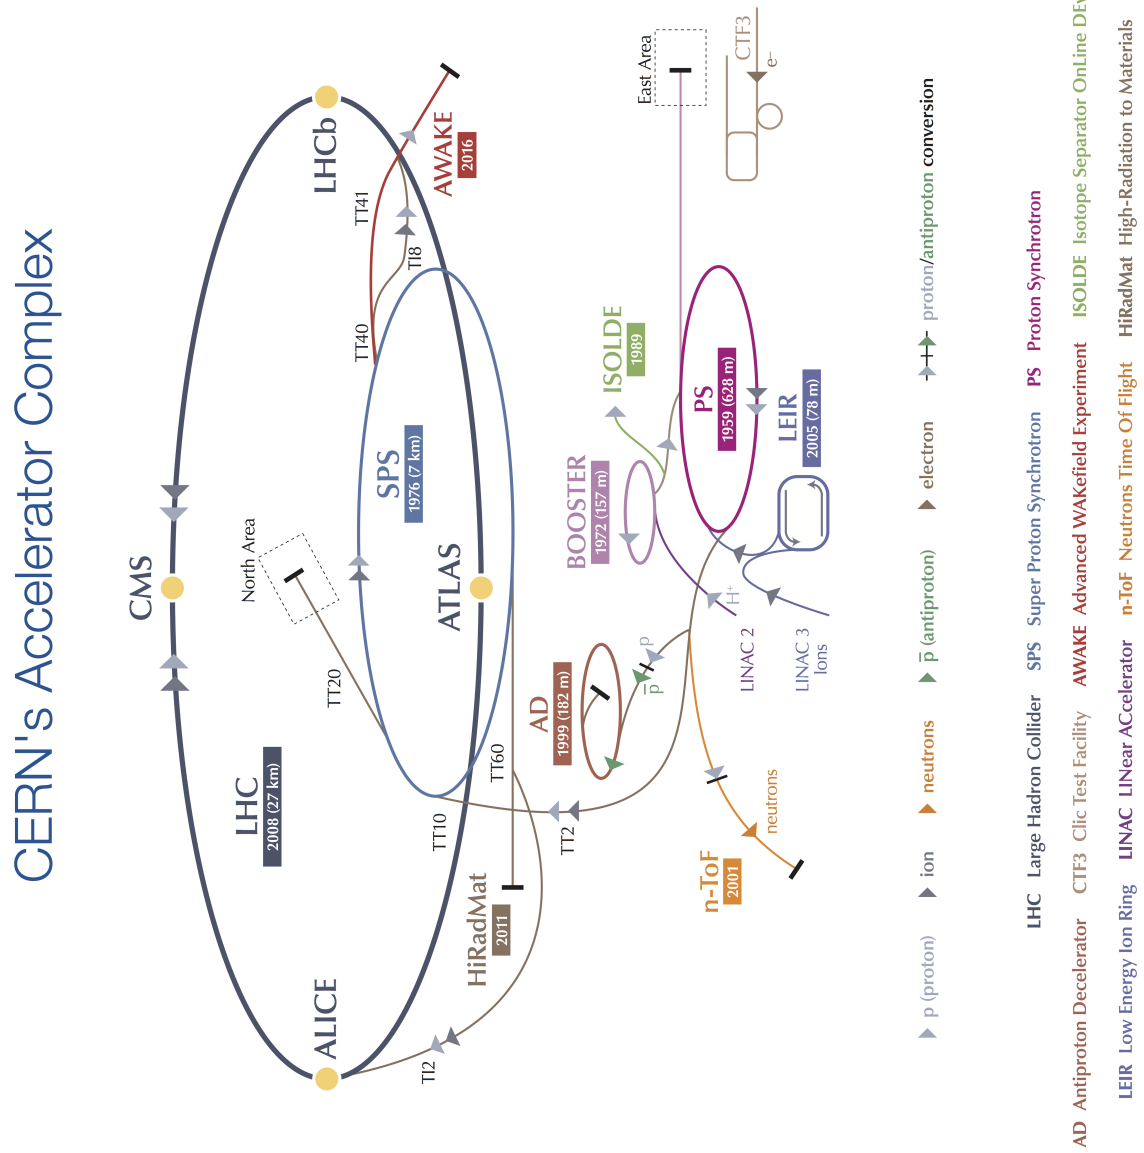 CERN's Accelerator Complex
CMS
North Area
LHC
2008 (27 km)
TT20
ALICE
LHCb
SPS
1976 (7 km)
TT40
TT41
AWAKE
2016
TI8
ATLAS
TT10
TT60
HiRadMat
2011
TI2
TT2
AD
1999 (182 m)
BOOSTER
1972 (157 m)
ISOLDE
1989
East Area
p
p̅
n-ToF
2001
neutrons
H⁺
LINAC 2
LINAC 3
Ions
PS
1959 (628 m)
LEIR
2005 (78 m)
CTF3
e⁻
p (proton)
ion
neutrons
p̅ (antiproton)
electron
proton/antiproton conversion
LHC Large Hadron Collider SPS Super Proton Synchrotron PS Proton Synchrotron
AD Antiproton Decelerator CTF3 Clic Test Facility AWAKE Advanced WAKefield Experiment ISOLDE Isotope Separator OnLine
LEIR Low Energy Ion Ring LINAC LINear ACcelerator n-ToF Neutrons Time Of Flight HiRadMat High-Radiation to Materials